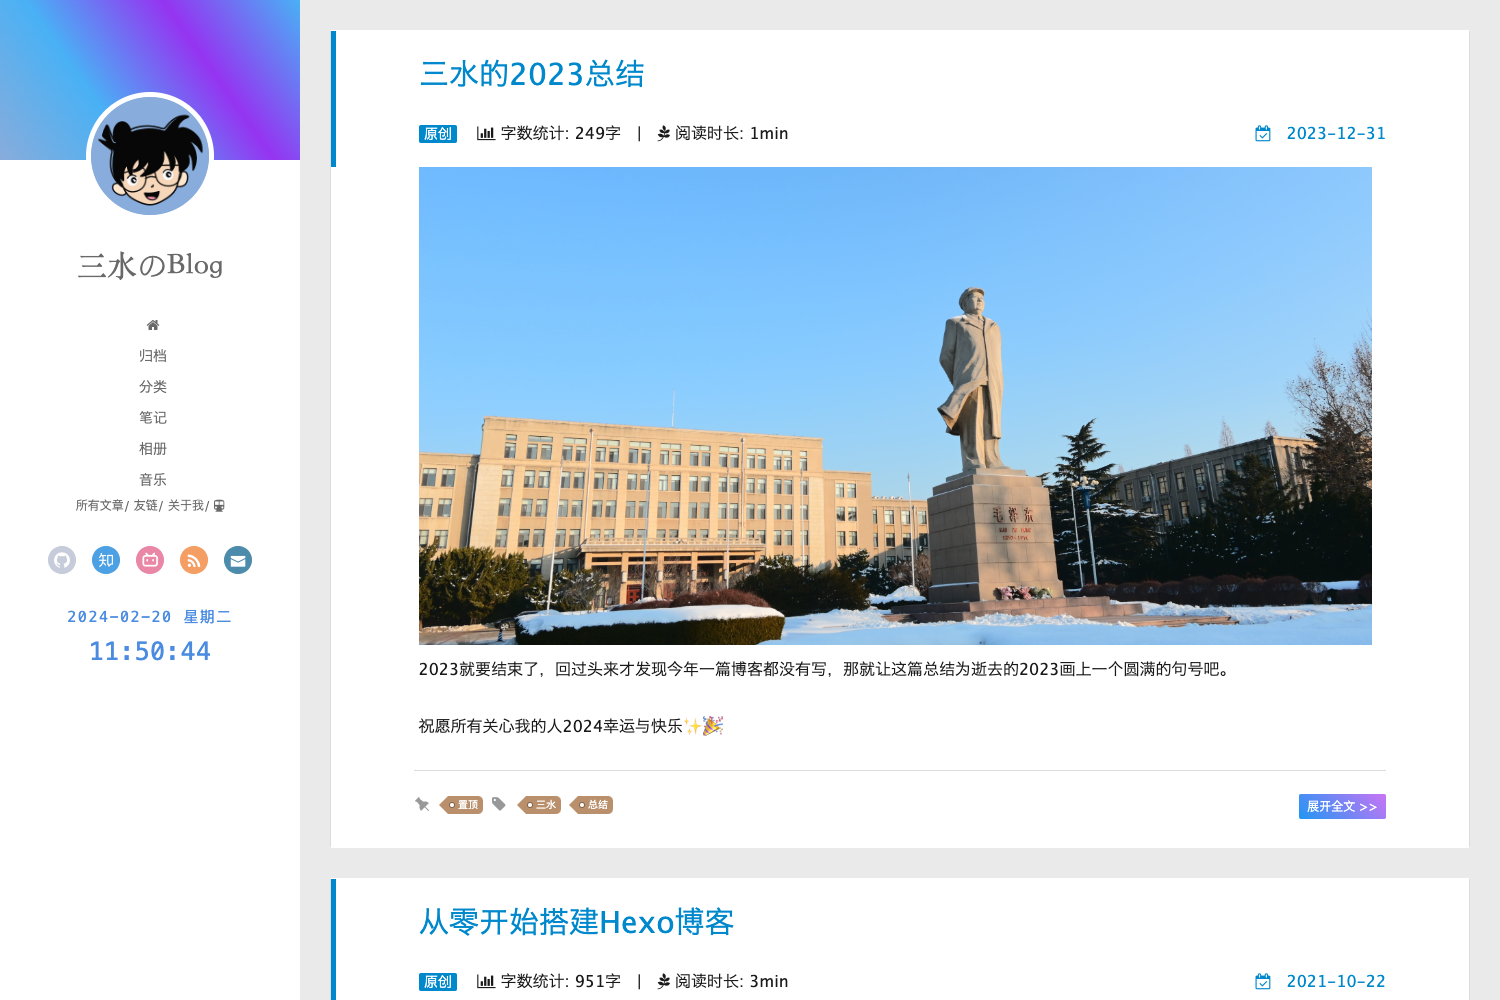 三水のBlog
归档
分类
笔记
相册
音乐
所有文章/ 友链/ 关于我/
知
2024-02-20 星期二
11:50:44
三水的2023总结
原创 字数统计: 249字 | 阅读时长: 1min 2023-12-31
毛泽东
2023就要结束了，回过头来才发现今年一篇博客都没有写，那就让这篇总结为逝去的2023画上一个圆满的句号吧。
祝愿所有关心我的人2024幸运与快乐✨🎉
置顶 三水 总结 展开全文 >>
从零开始搭建Hexo博客
原创 字数统计: 951字 | 阅读时长: 3min 2021-10-22